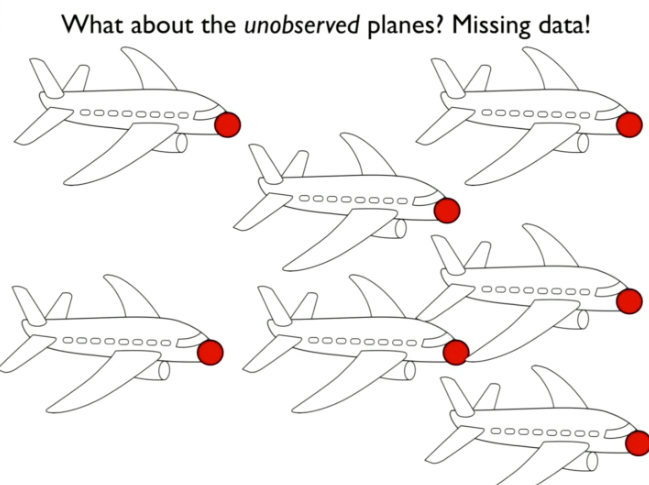 What about the unobserved planes? Missing data!